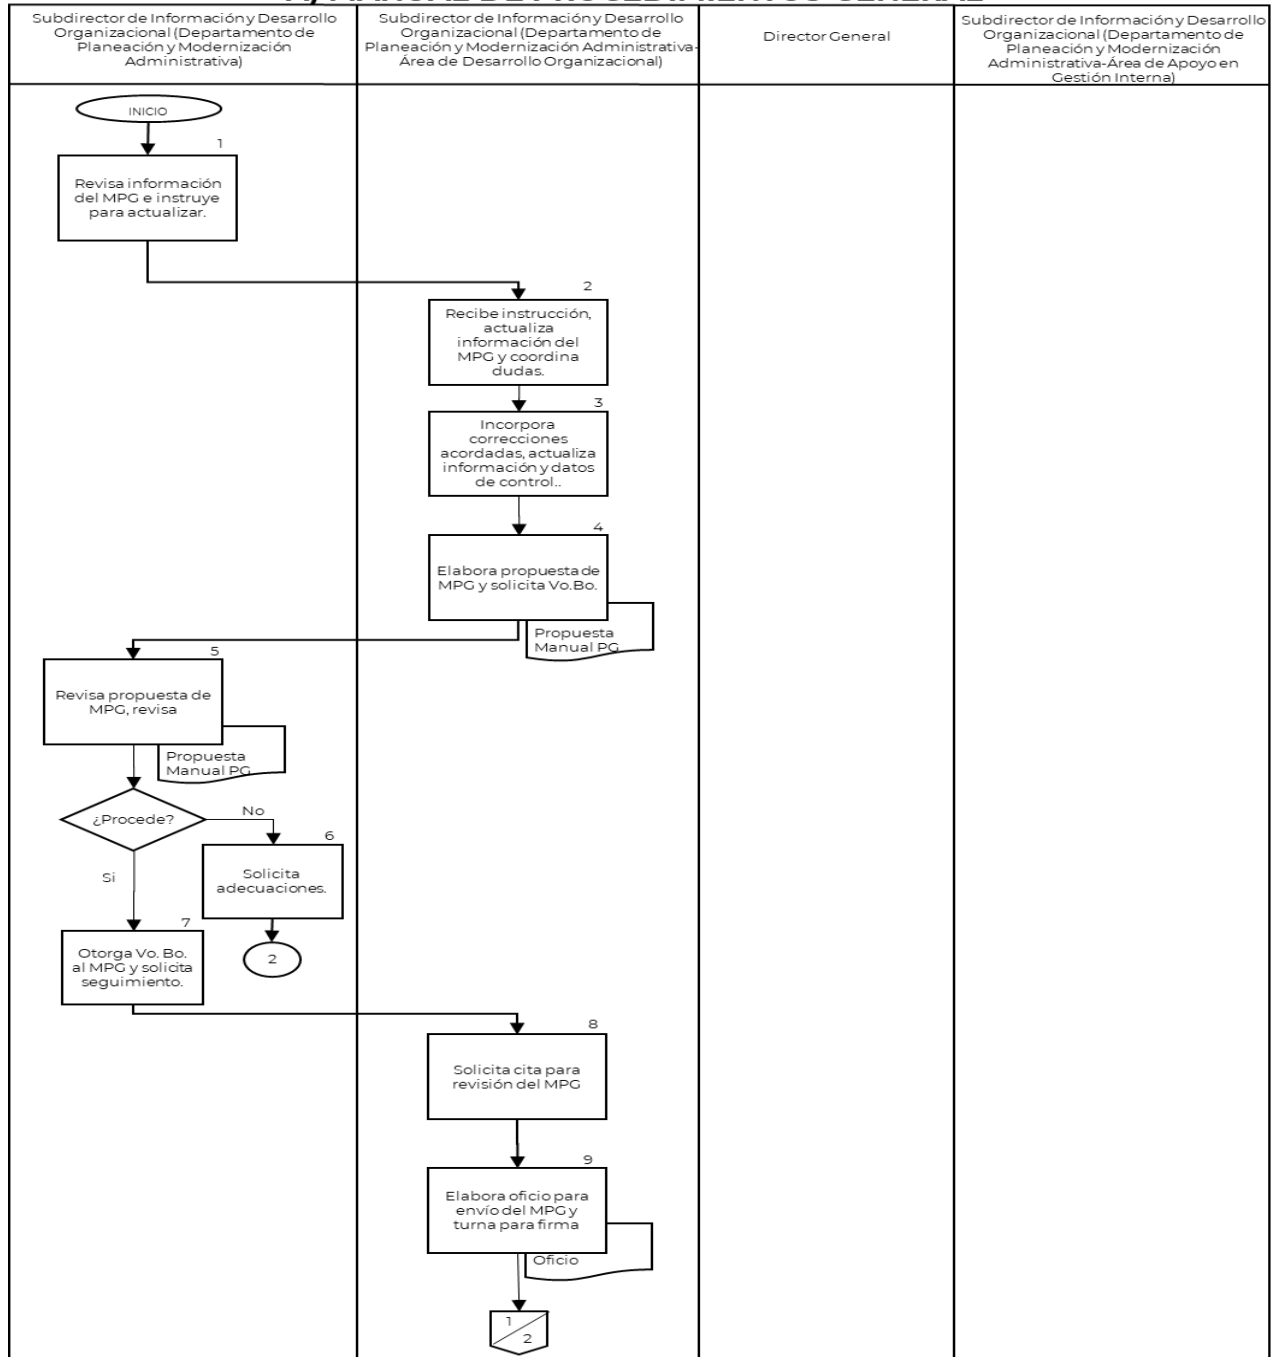 A) MANUAL DE PROCEDIMIENTOS GENERAL
Subdirector de Información y Desarrollo
Organizacional (Departamento de
Planeación y Modernización
Administrativa)
Subdirector de Información y Desarrollo
Organizacional (Departamento de
Planeación y Modernización Administrativa-
Área de Desarrollo Organizacional)
Director General
Subdirector de Información y Desarrollo
Organizacional (Departamento de
Planeación y Modernización
Administrativa-Área de Apoyo en
Gestión Interna)
INICIO
1
Revisa información
del MPG e instruye
para actualizar.
2
Recibe instrucción,
actualiza
información del
MPG y coordina
dudas.
3
Incorpora
correcciones
acordadas, actualiza
información y datos
de control..
4
Elabora propuesta de
MPG y solicita Vo.Bo.
Propuesta
Manual PG
5
Revisa propuesta de
MPG, revisa
Propuesta
Manual PG
¿Procede?
No
6
Solicita
adecuaciones.
2
Si
7
Otorga Vo. Bo.
al MPG y solicita
seguimiento.
8
Solicita cita para
revisión del MPG
9
Elabora oficio para
envío del MPG y
turna para firma
Oficio
1
2